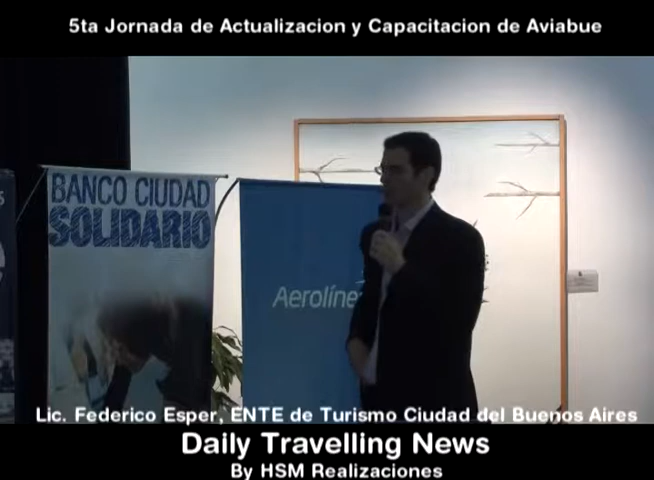 5ta Jornada de Actualizacion y Capacitacion de Aviabue
BANCO CIUDAD
SOLIDARIO
Aerolíne
Lic. Federico Esper, ENTE de Turismo Ciudad del Buenos Aires
Daily Travelling News
By HSM Realizaciones